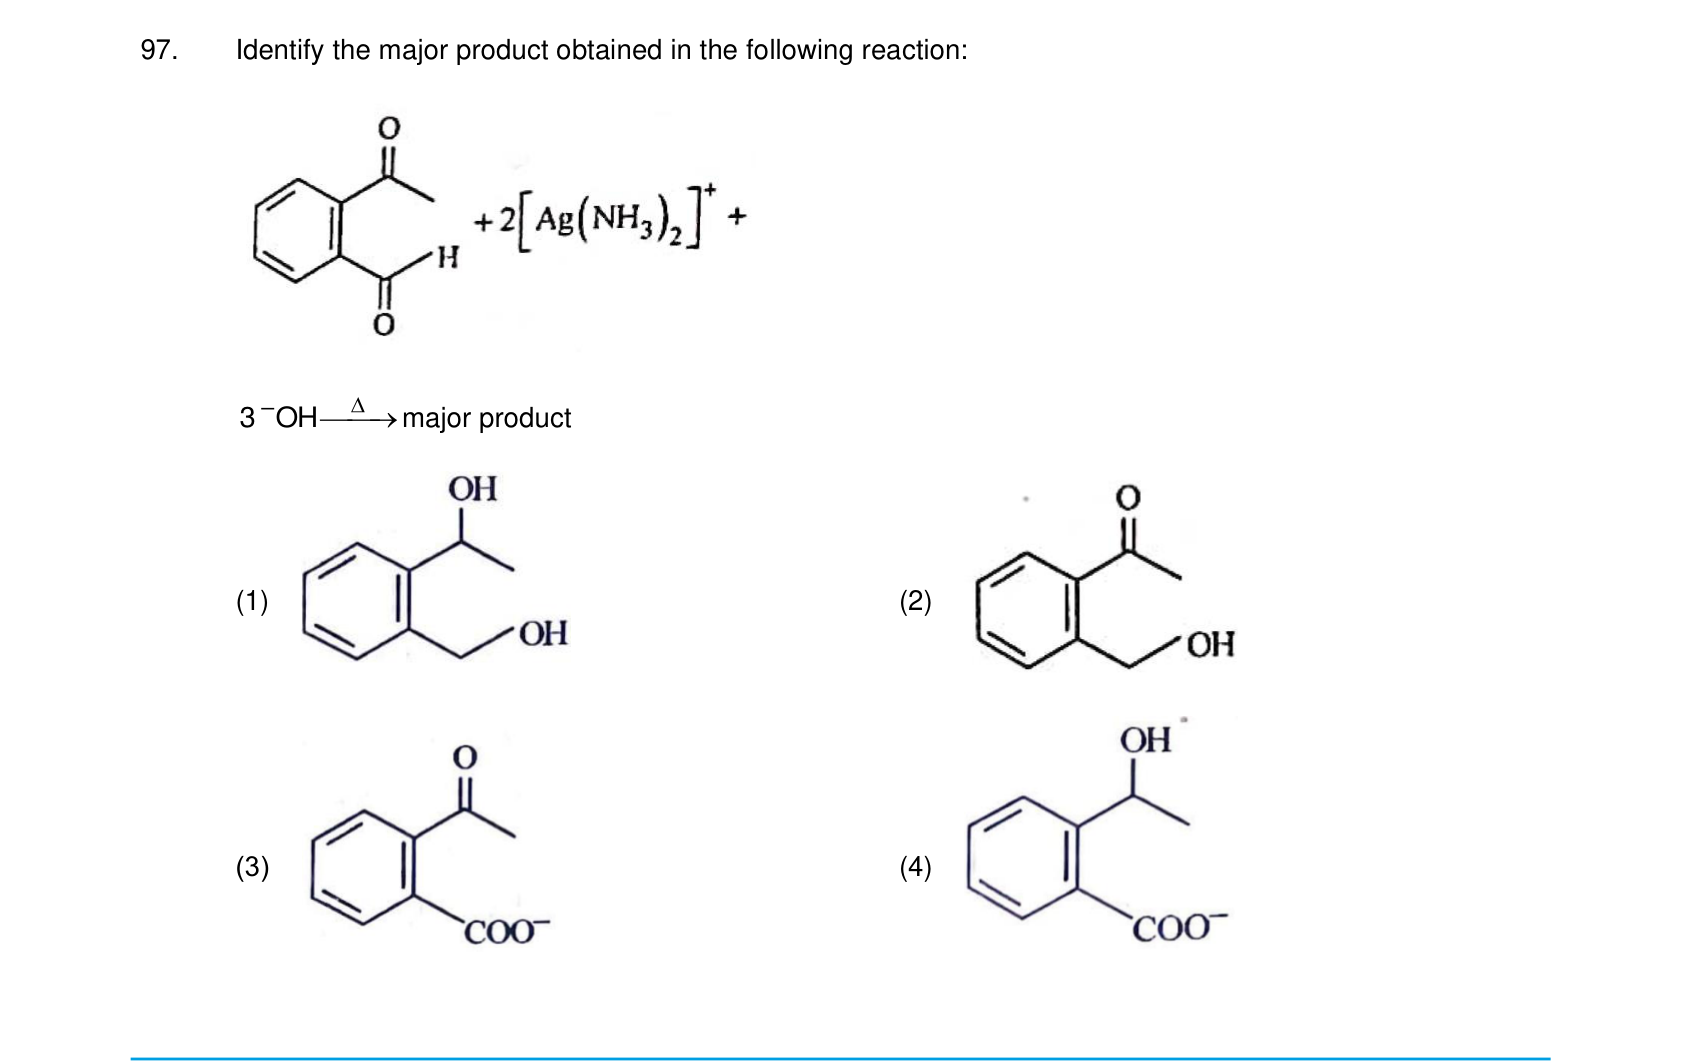 97. Identify the major product obtained in the following reaction:
O
H
O
+2[Ag(NH₃)₂]⁺ +
3⁻OH —Δ→ major product
(1)
OH
OH
(2)
O
OH
(3)
O
COO⁻
(4)
OH
COO⁻